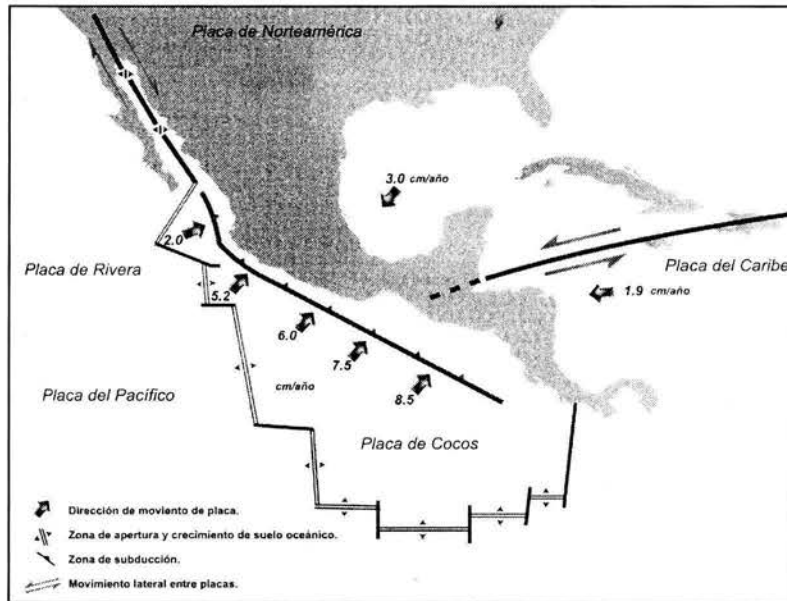 Placa de Norteamérica
3.0 cm/año
2.0
Placa de Rivera
Placa del Caribe
5.2
1.9 cm/año
6.0
7.5
cm/año
8.5
Placa del Pacífico
Placa de Cocos
Dirección de moviento de placa.
Zona de apertura y crecimiento de suelo oceánico.
Zona de subducción.
Movimiento lateral entre placas.